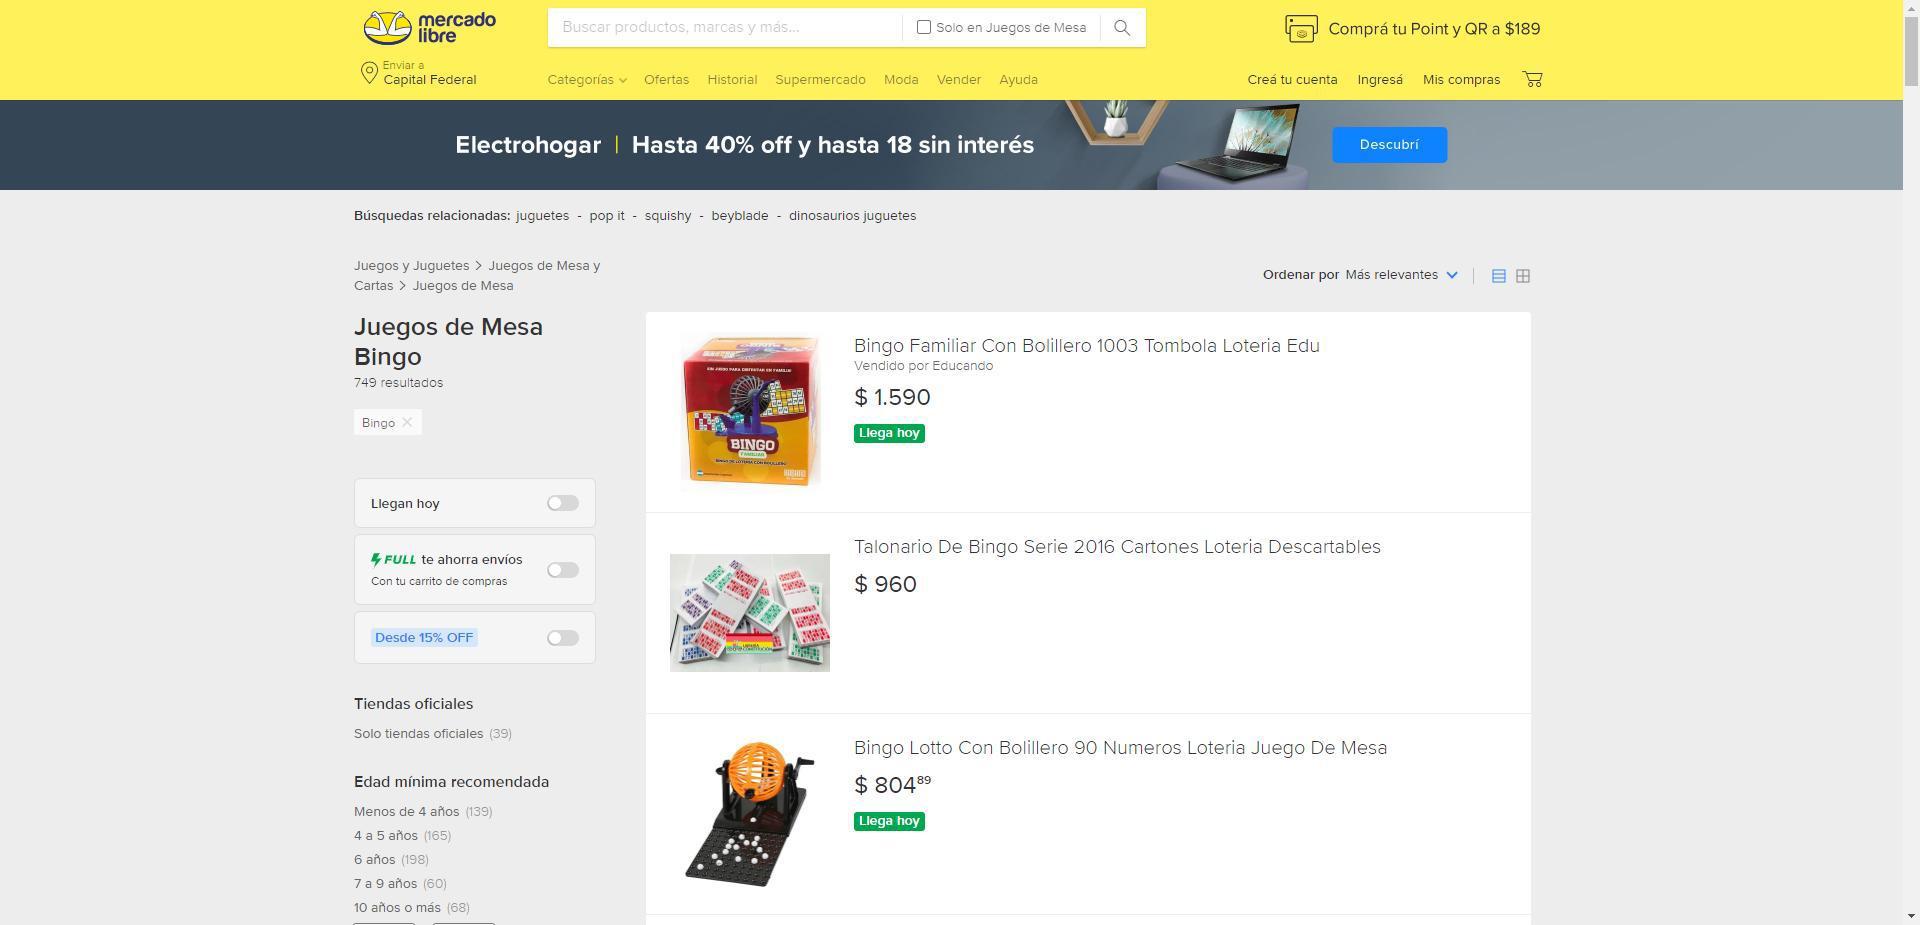 mercado
libre
Buscar productos, marcas y más...
Solo en Juegos de Mesa
Comprá tu Point y QR a $189
Enviar a
Capital Federal
Categorías Ofertas Historial Supermercado Moda Vender Ayuda
Creá tu cuenta Ingresá Mis compras
Electrohogar | Hasta 40% off y hasta 18 sin interés
Descubrí
Búsquedas relacionadas: juguetes - pop it - squishy - beyblade - dinosaurios juguetes
Juegos y Juguetes > Juegos de Mesa y
Cartas > Juegos de Mesa
Ordenar por Más relevantes
Juegos de Mesa
Bingo
749 resultados
Bingo
Llegan hoy
FULL te ahorra envíos
Con tu carrito de compras
Desde 15% OFF
Tiendas oficiales
Solo tiendas oficiales (39)
Edad mínima recomendada
Menos de 4 años (139)
4 a 5 años (165)
6 años (198)
7 a 9 años (60)
10 años o más (68)
BINGO
FAMILIAR
BINGO DE LOTERIA CON BOLILLERO
Bingo Familiar Con Bolillero 1003 Tombola Loteria Edu
Vendido por Educando
$ 1.590
Llega hoy
Talonario De Bingo Serie 2016 Cartones Loteria Descartables
$ 960
Bingo Lotto Con Bolillero 90 Numeros Loteria Juego De Mesa
$ 804 89
Llega hoy